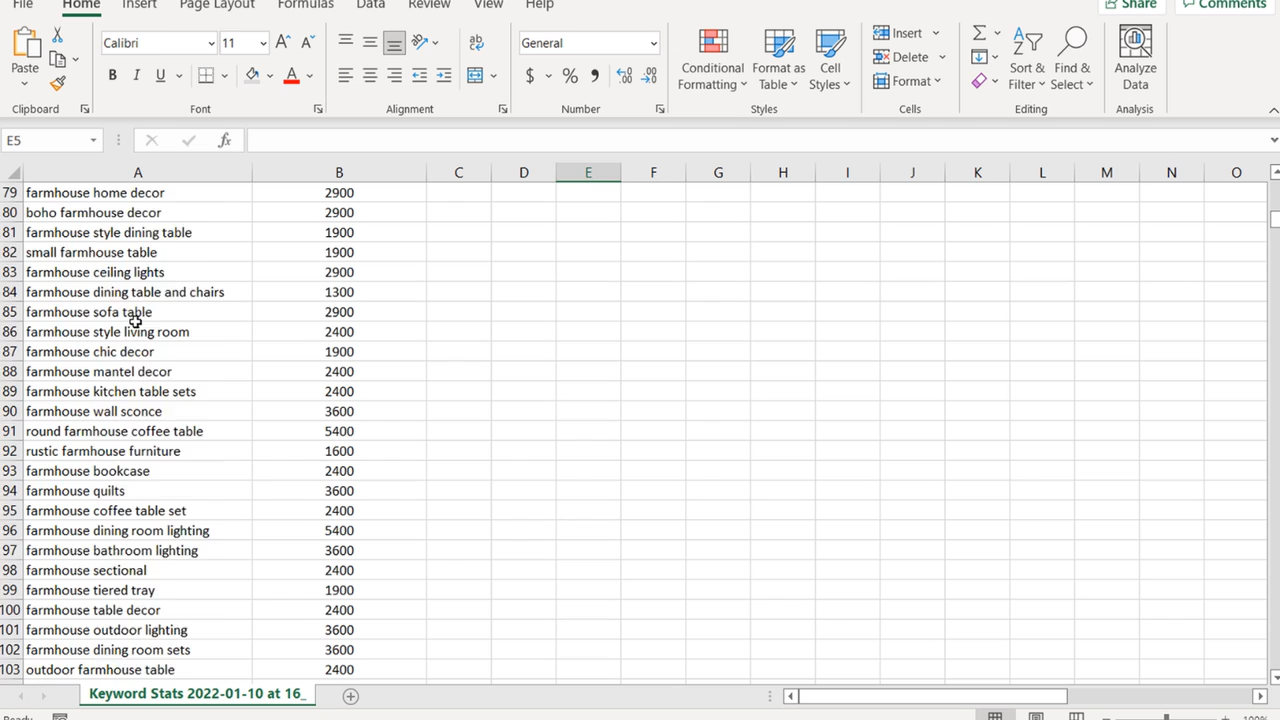 File Home Insert Page Layout Formulas Data Review View Help Share Comments
Paste Calibri 11 B I U General $ % Conditional Formatting Format as Table Cell Styles Insert Delete Format Sort & Filter Find & Select Analyze Data
Clipboard Font Alignment Number Styles Cells Editing Analysis
E5 fx
A B C D E F G H I J K L M N O
79 farmhouse home decor 2900
80 boho farmhouse decor 2900
81 farmhouse style dining table 1900
82 small farmhouse table 1900
83 farmhouse ceiling lights 2900
84 farmhouse dining table and chairs 1300
85 farmhouse sofa table 2900
86 farmhouse style living room 2400
87 farmhouse chic decor 1900
88 farmhouse mantel decor 2400
89 farmhouse kitchen table sets 2400
90 farmhouse wall sconce 3600
91 round farmhouse coffee table 5400
92 rustic farmhouse furniture 1600
93 farmhouse bookcase 2400
94 farmhouse quilts 3600
95 farmhouse coffee table set 2400
96 farmhouse dining room lighting 5400
97 farmhouse bathroom lighting 3600
98 farmhouse sectional 2400
99 farmhouse tiered tray 1900
100 farmhouse table decor 2400
101 farmhouse outdoor lighting 3600
102 farmhouse dining room sets 3600
103 outdoor farmhouse table 2400
Keyword Stats 2022-01-10 at 16_
Ready 100%